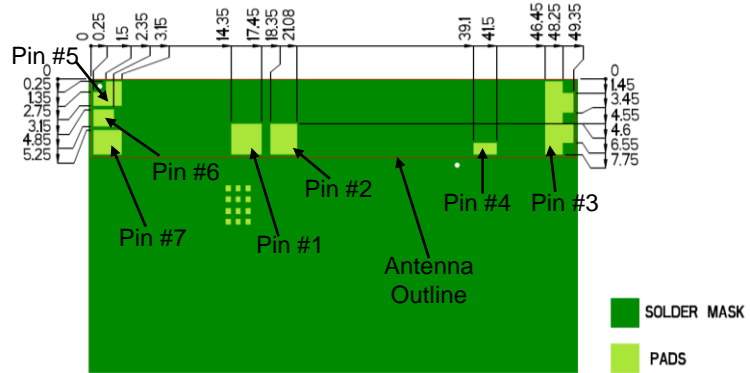 0
0.25
1.5
2.35
3.15
14.35
17.45
18.35
21.08
39.1
41.5
46.45
48.25
49.35
Pin #5
0
0.25
1.35
2.75
3.15
4.85
5.25
0
1.45
3.45
4.55
4.6
6.55
7.75
Pin #6
Pin #2
Pin #4
Pin #3
Pin #7
Pin #1
Antenna
Outline
SOLDER MASK
PADS